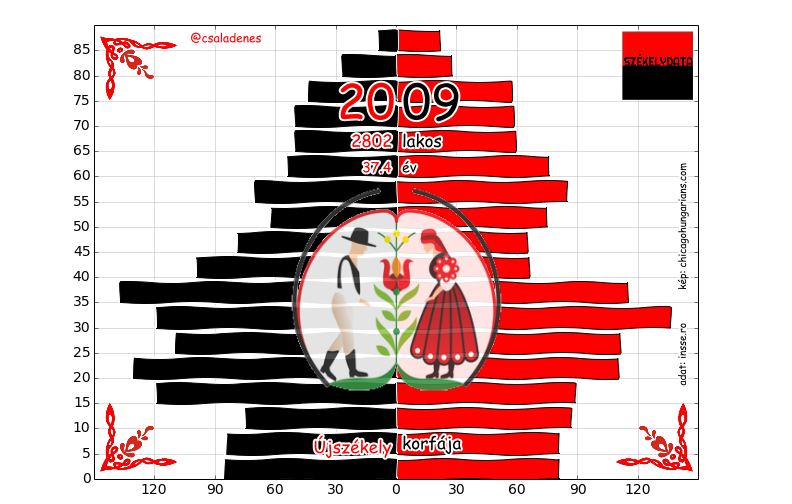 @csaladenes
SZÉKELYDATA
2009
2802 lakos
37.4 év
Újszékely korfája
kép: chicagohungarians.com
adat: insse.ro
85
80
75
70
65
60
55
50
45
40
35
30
25
20
15
10
5
0
120 90 60 30 0 30 60 90 120